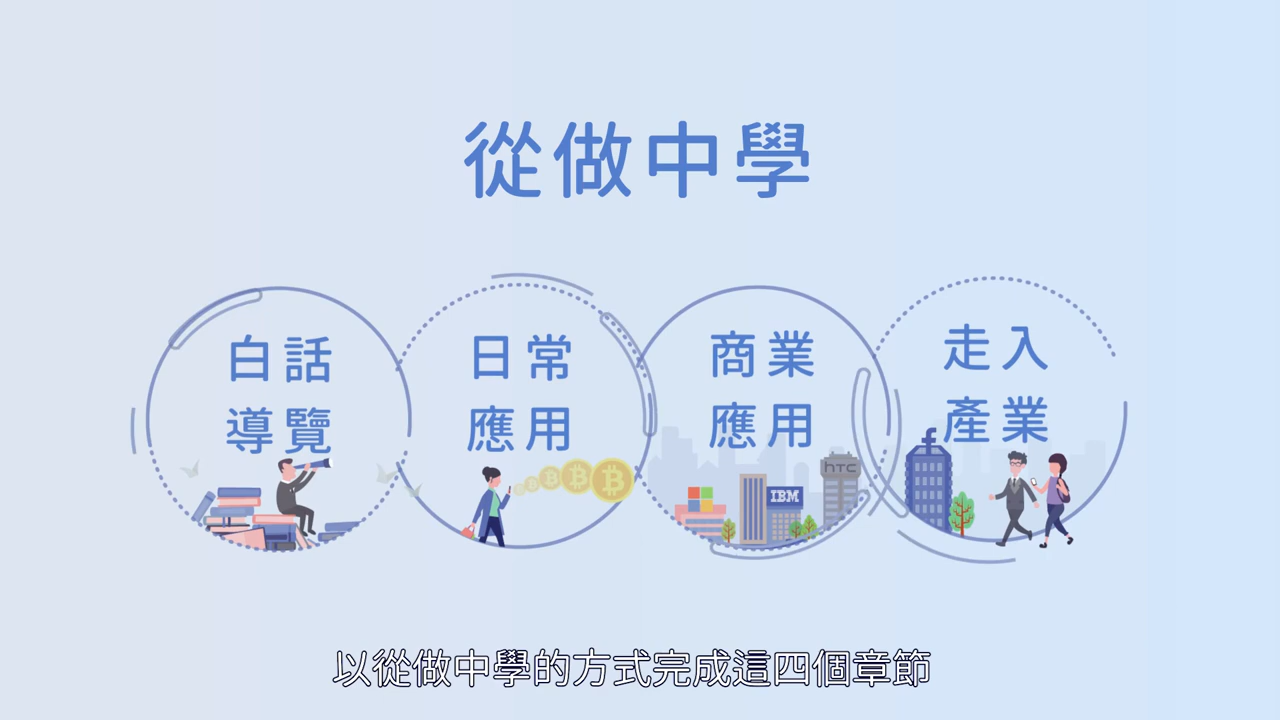 從做中學
白話
導覽
日常
應用
商業
應用
走入
產業
IBM
hTC
f
以從做中學的方式完成這四個章節